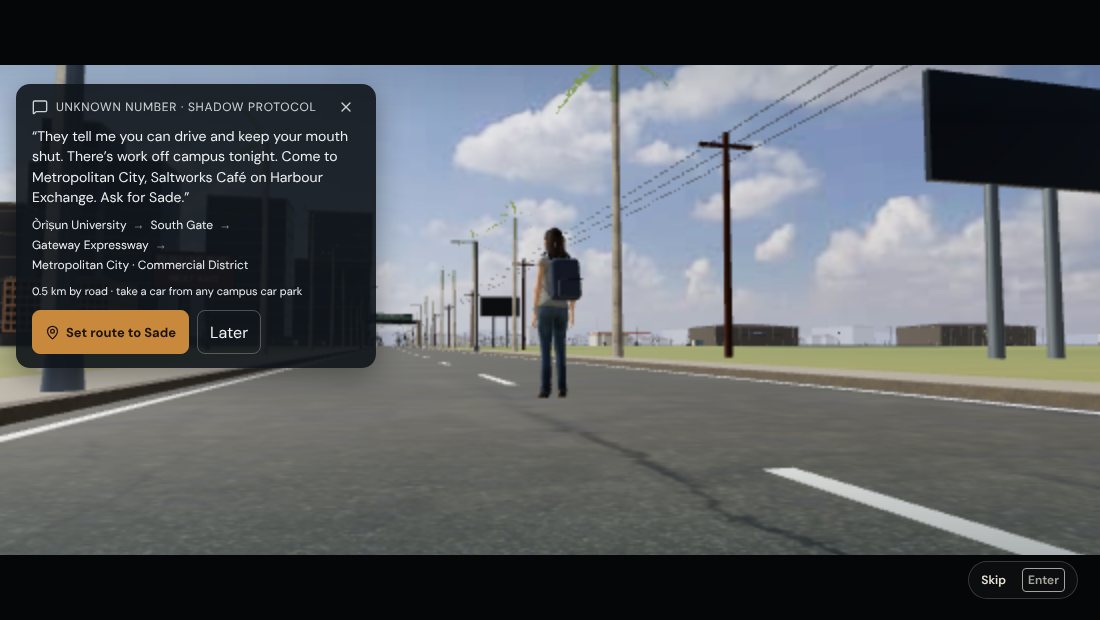 UNKNOWN NUMBER · SHADOW PROTOCOL
“They tell me you can drive and keep your mouth
shut. There’s work off campus tonight. Come to
Metropolitan City, Saltworks Café on Harbour
Exchange. Ask for Sade.”
Òrìṣun University → South Gate →
Gateway Expressway →
Metropolitan City · Commercial District
0.5 km by road · take a car from any campus car park
Set route to Sade
Later
Skip Enter